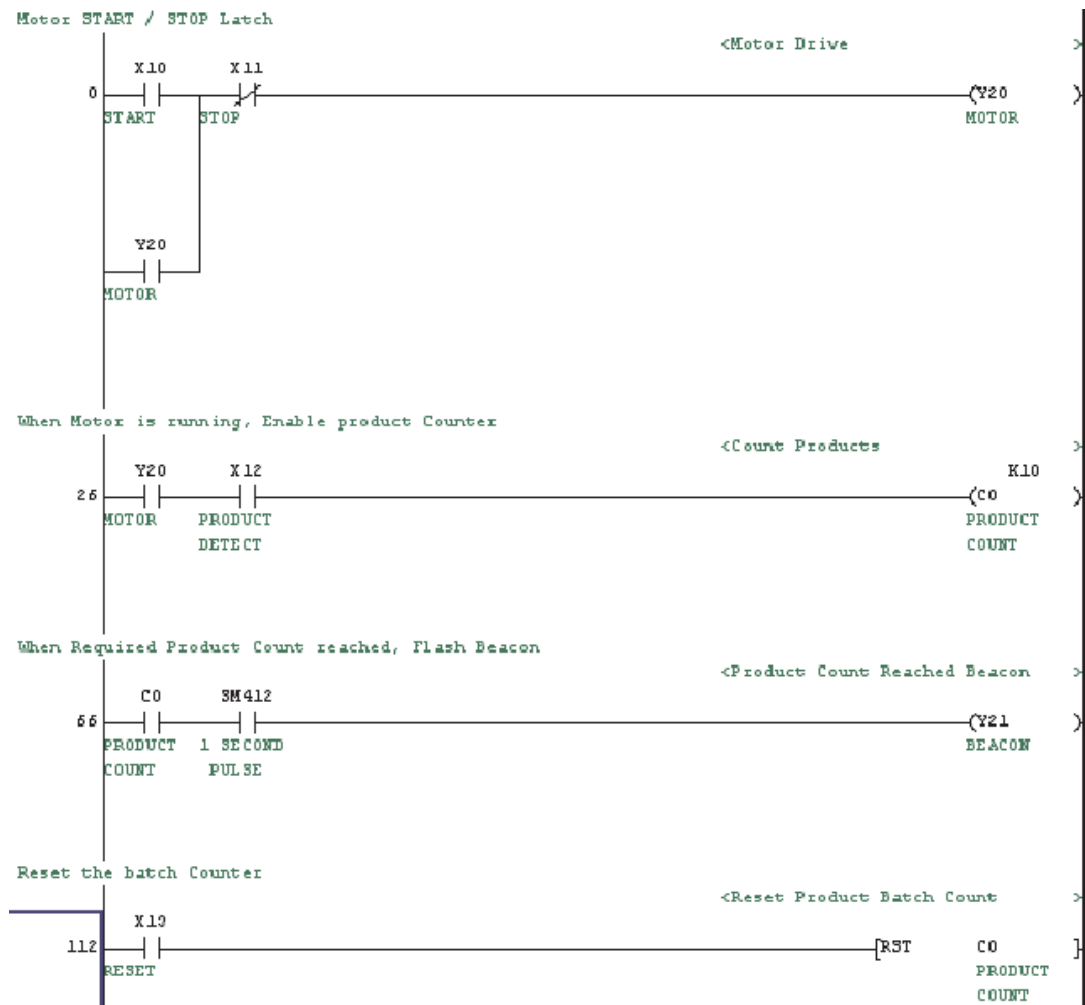 Motor START / STOP Latch
<Motor Drive >
X10 X11
0 (Y20 )
START STOP MOTOR
Y20
MOTOR
When Motor is running, Enable product Counter
<Count Products >
Y20 X12 K10
26 (C0 )
MOTOR PRODUCT PRODUCT
DETECT COUNT
When Required Product Count reached, Flash Beacon
<Product Count Reached Beacon >
C0 SM412
66 (Y21 )
PRODUCT 1 SECOND BEACON
COUNT PULSE
Reset the batch Counter
<Reset Product Batch Count >
X13
112 [RST C0 ]
RESET PRODUCT
COUNT